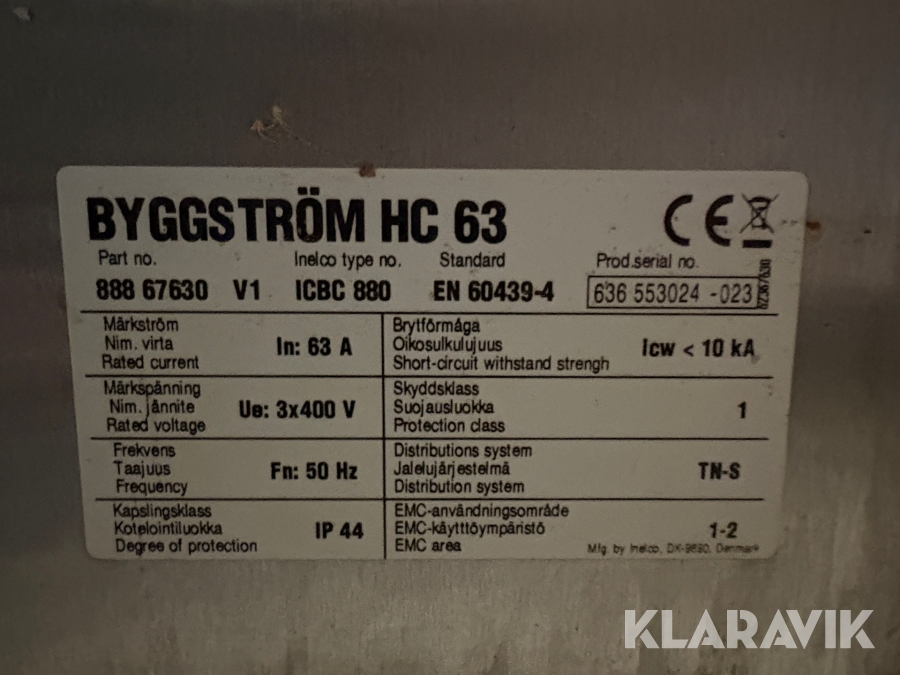 BYGGSTRÖM HC 63
CE
Part no. Inelco type no. Standard Prod.serial no.
888 67630 V1 ICBC 880 EN 60439-4 636 553024 -023
Märkström
Nim. virta
Rated current
In: 63 A
Brytförmåga
Oikosulkulujuus
Short-circuit withstand strengh
Icw < 10 kA
Märkspänning
Nim. jännite
Rated voltage
Ue: 3x400 V
Skyddsklass
Suojausluokka
Protection class
1
Frekvens
Taajuus
Frequency
Fn: 50 Hz
Distributions system
Jalelujärjestelmä
Distribution system
TN-S
Kapslingsklass
Kotelointiluokka
Degree of protection
IP 44
EMC-användningsområde
EMC-käytttöympäristö
EMC area
1-2
Mfg. by Inelco, DK-9690, Denmark
KLARAVIK